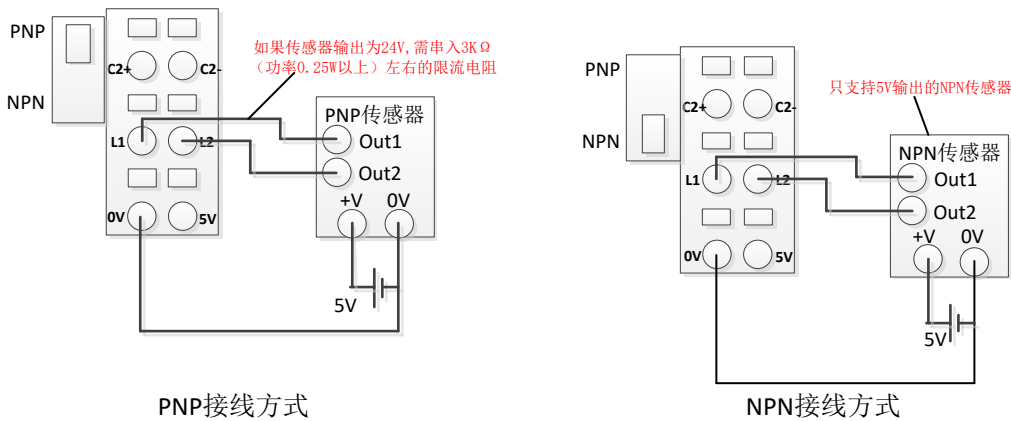 PNP
NPN
C2+
C2-
L1
L2
0V
5V
如果传感器输出为24V,需串入3KΩ
（功率0.25W以上）左右的限流电阻
PNP传感器
Out1
Out2
+V
0V
5V
PNP接线方式
PNP
NPN
C2+
C2-
L1
L2
0V
5V
只支持5V输出的NPN传感器
NPN传感器
Out1
Out2
+V
0V
5V
NPN接线方式